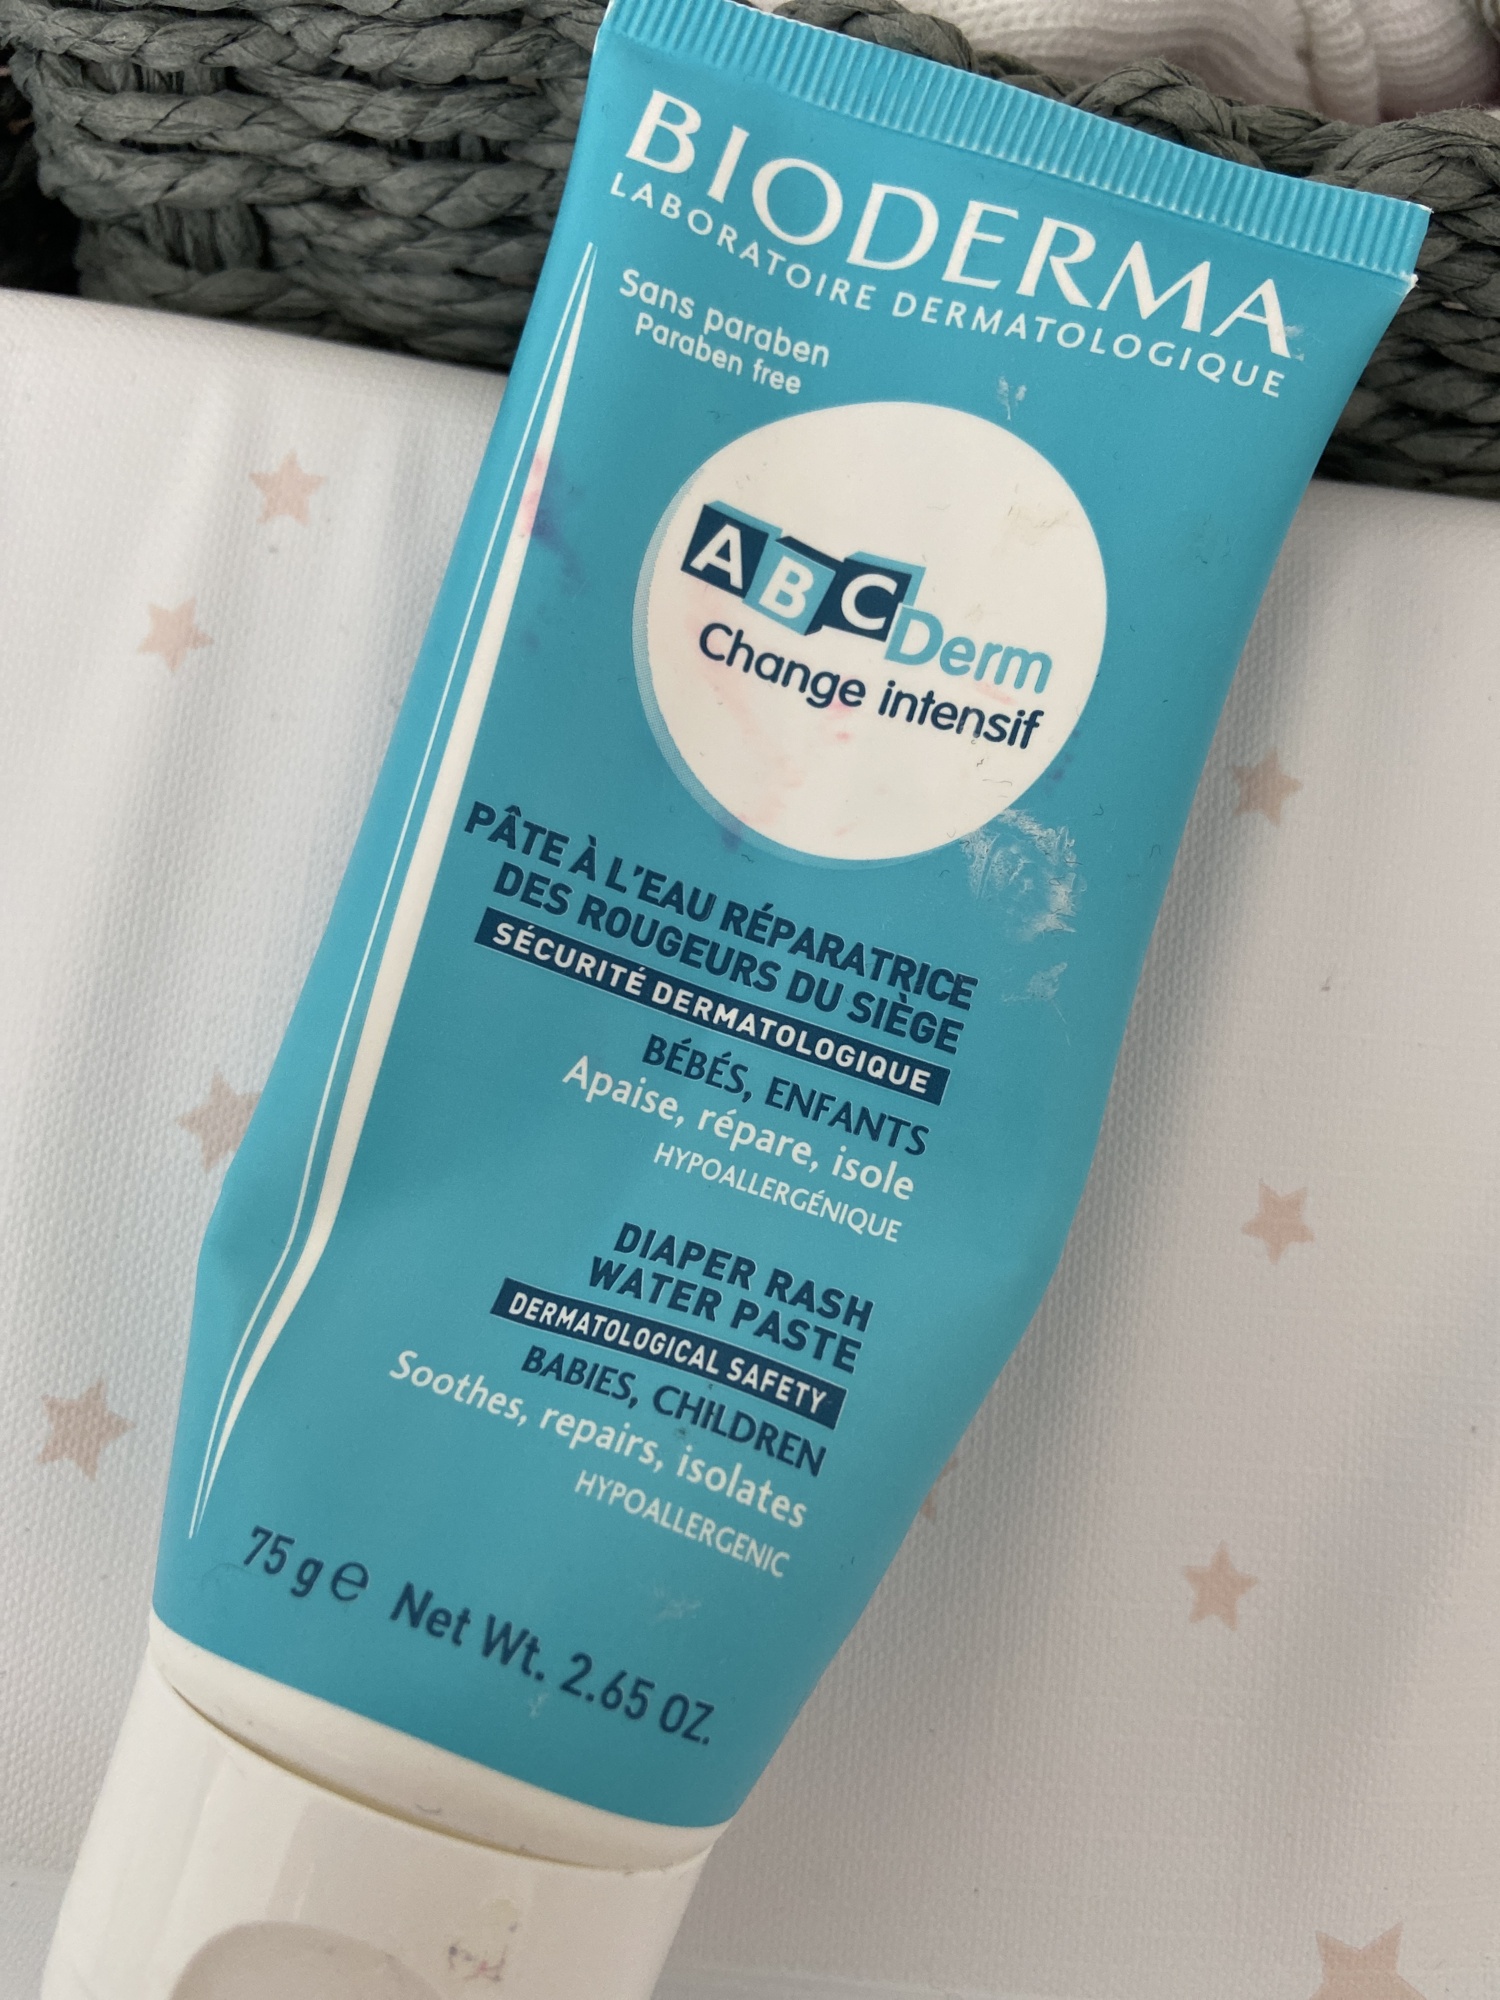 BIODERMA
LABORATOIRE DERMATOLOGIQUE
Sans paraben
Paraben free
ABCDerm
Change intensif
PÂTE À L'EAU RÉPARATRICE
DES ROUGEURS DU SIÈGE
SÉCURITÉ DERMATOLOGIQUE
BÉBÉS, ENFANTS
Apaise, répare, isole
HYPOALLERGÉNIQUE
DIAPER RASH
WATER PASTE
DERMATOLOGICAL SAFETY
BABIES, CHILDREN
Soothes, repairs, isolates
HYPOALLERGENIC
75 g ℮ Net Wt. 2.65 OZ.